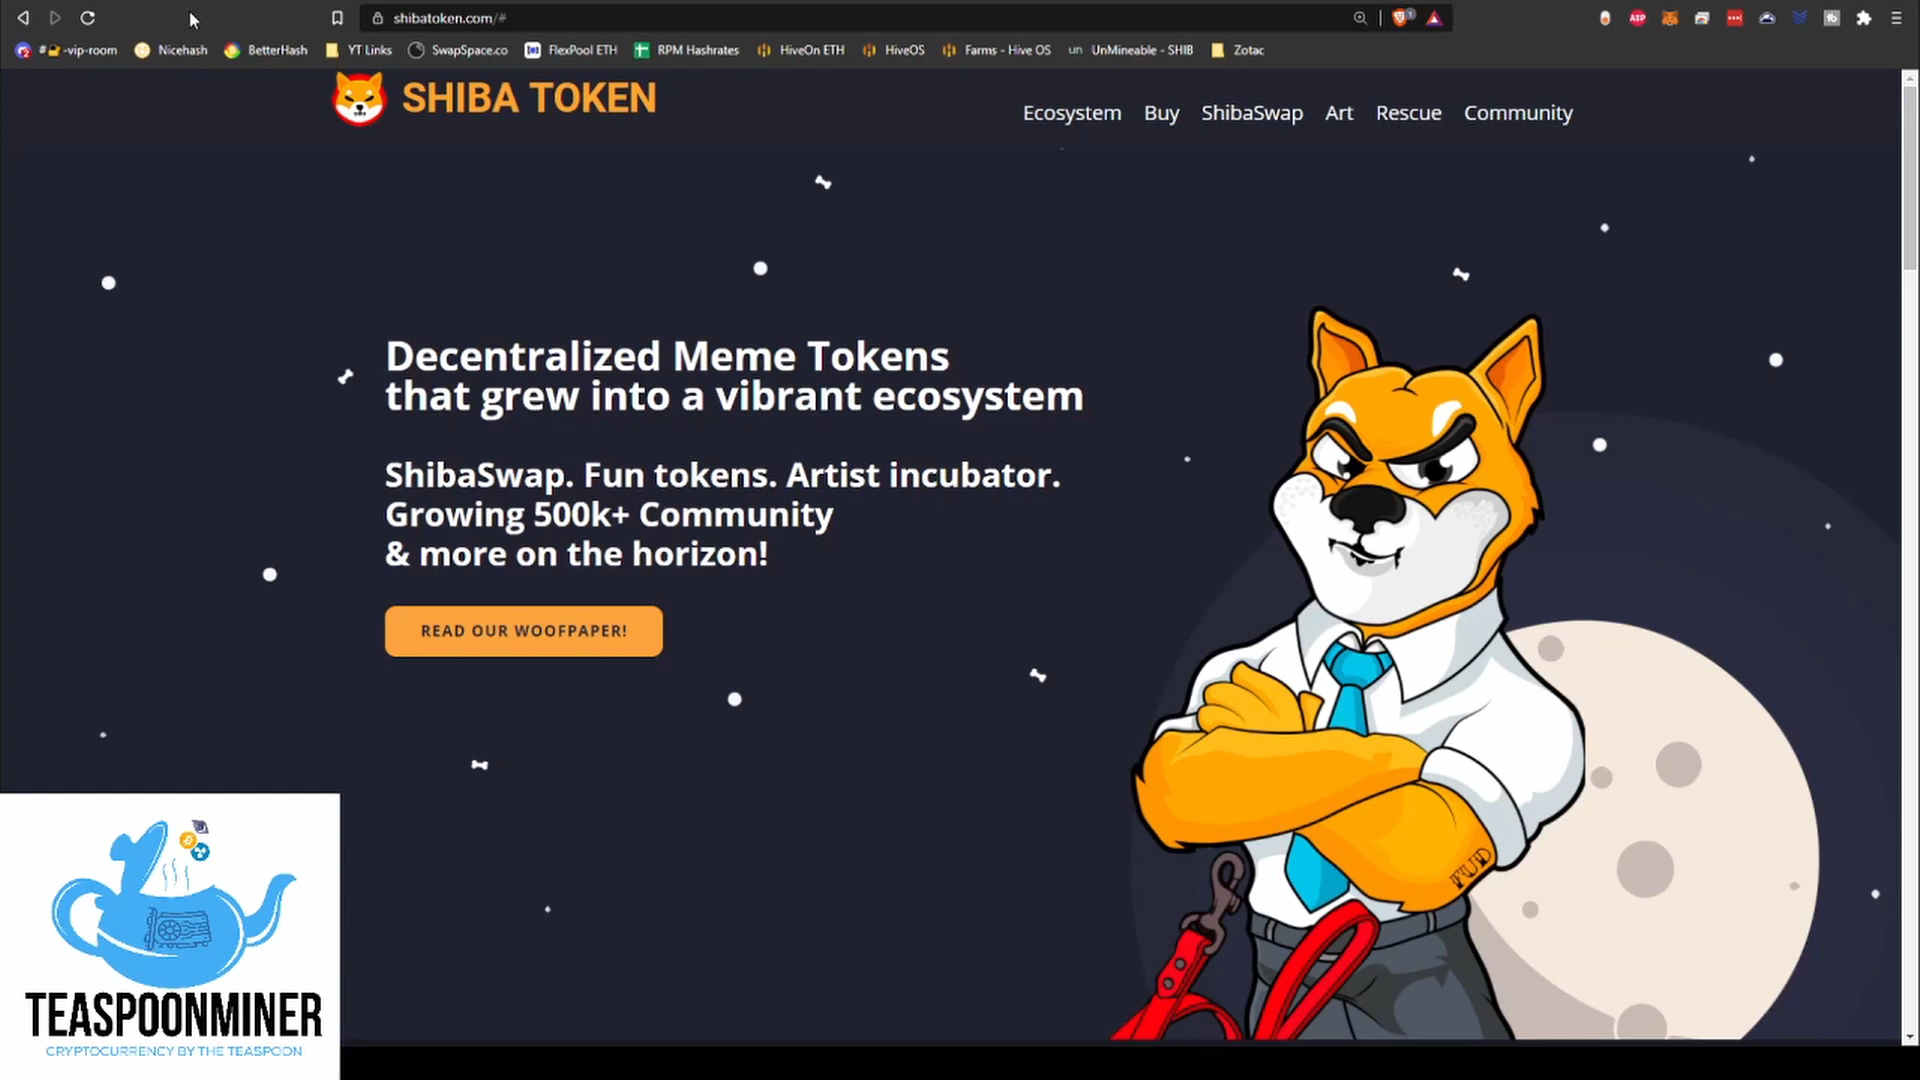 shibatoken.com/#
1
ABP
#
-vip-room
Nicehash
BetterHash
YT Links
SwapSpace.co
FlexPool ETH
RPM Hashrates
HiveOn ETH
HiveOS
Farms - Hive OS
un
UnMineable - SHIB
Zotac
SHIBA TOKEN
Ecosystem
Buy
ShibaSwap
Art
Rescue
Community
Decentralized Meme Tokens
that grew into a vibrant ecosystem
ShibaSwap. Fun tokens. Artist incubator.
Growing 500k+ Community
& more on the horizon!
READ OUR WOOFPAPER!
FUD
TEASPOONMINER
CRYPTOCURRENCY BY THE TEASPOON